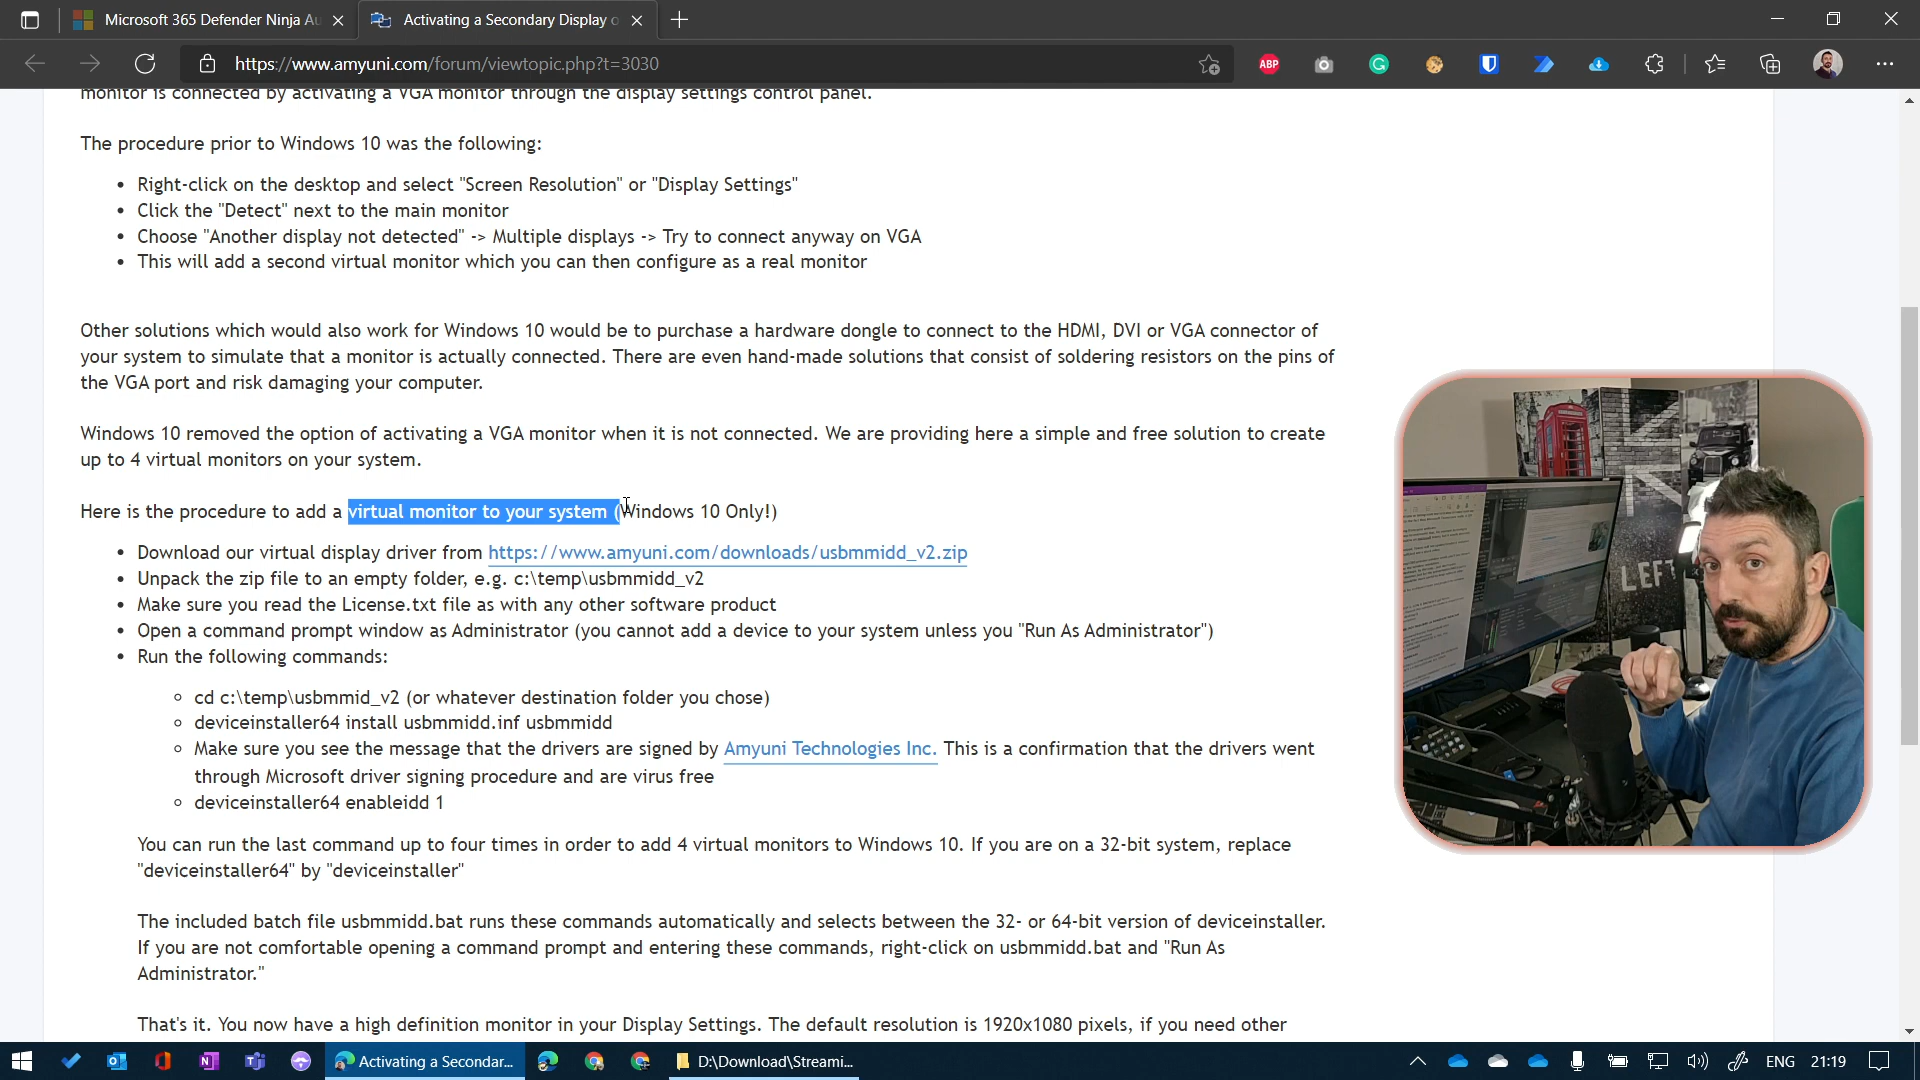 Microsoft 365 Defender Ninja Au
Activating a Secondary Display o
https://www.amyuni.com/forum/viewtopic.php?t=3030
ABP
monitor is connected by activating a VGA monitor through the display settings control panel.
The procedure prior to Windows 10 was the following:
• Right-click on the desktop and select "Screen Resolution" or "Display Settings"
• Click the "Detect" next to the main monitor
• Choose "Another display not detected" -> Multiple displays -> Try to connect anyway on VGA
• This will add a second virtual monitor which you can then configure as a real monitor
Other solutions which would also work for Windows 10 would be to purchase a hardware dongle to connect to the HDMI, DVI or VGA connector of
your system to simulate that a monitor is actually connected. There are even hand-made solutions that consist of soldering resistors on the pins of
the VGA port and risk damaging your computer.
Windows 10 removed the option of activating a VGA monitor when it is not connected. We are providing here a simple and free solution to create
up to 4 virtual monitors on your system.
Here is the procedure to add a virtual monitor to your system (Windows 10 Only!)
• Download our virtual display driver from https://www.amyuni.com/downloads/usbmmidd_v2.zip
• Unpack the zip file to an empty folder, e.g. c:\temp\usbmmidd_v2
• Make sure you read the License.txt file as with any other software product
• Open a command prompt window as Administrator (you cannot add a device to your system unless you "Run As Administrator")
• Run the following commands:
◦ cd c:\temp\usbmmid_v2 (or whatever destination folder you chose)
◦ deviceinstaller64 install usbmmidd.inf usbmmidd
◦ Make sure you see the message that the drivers are signed by Amyuni Technologies Inc. This is a confirmation that the drivers went
through Microsoft driver signing procedure and are virus free
◦ deviceinstaller64 enableidd 1
You can run the last command up to four times in order to add 4 virtual monitors to Windows 10. If you are on a 32-bit system, replace
"deviceinstaller64" by "deviceinstaller"
The included batch file usbmmidd.bat runs these commands automatically and selects between the 32- or 64-bit version of deviceinstaller.
If you are not comfortable opening a command prompt and entering these commands, right-click on usbmmidd.bat and "Run As
Administrator."
That's it. You now have a high definition monitor in your Display Settings. The default resolution is 1920x1080 pixels, if you need other
LEFT
Activating a Secondar...
D:\Download\Streami...
ENG
21:19